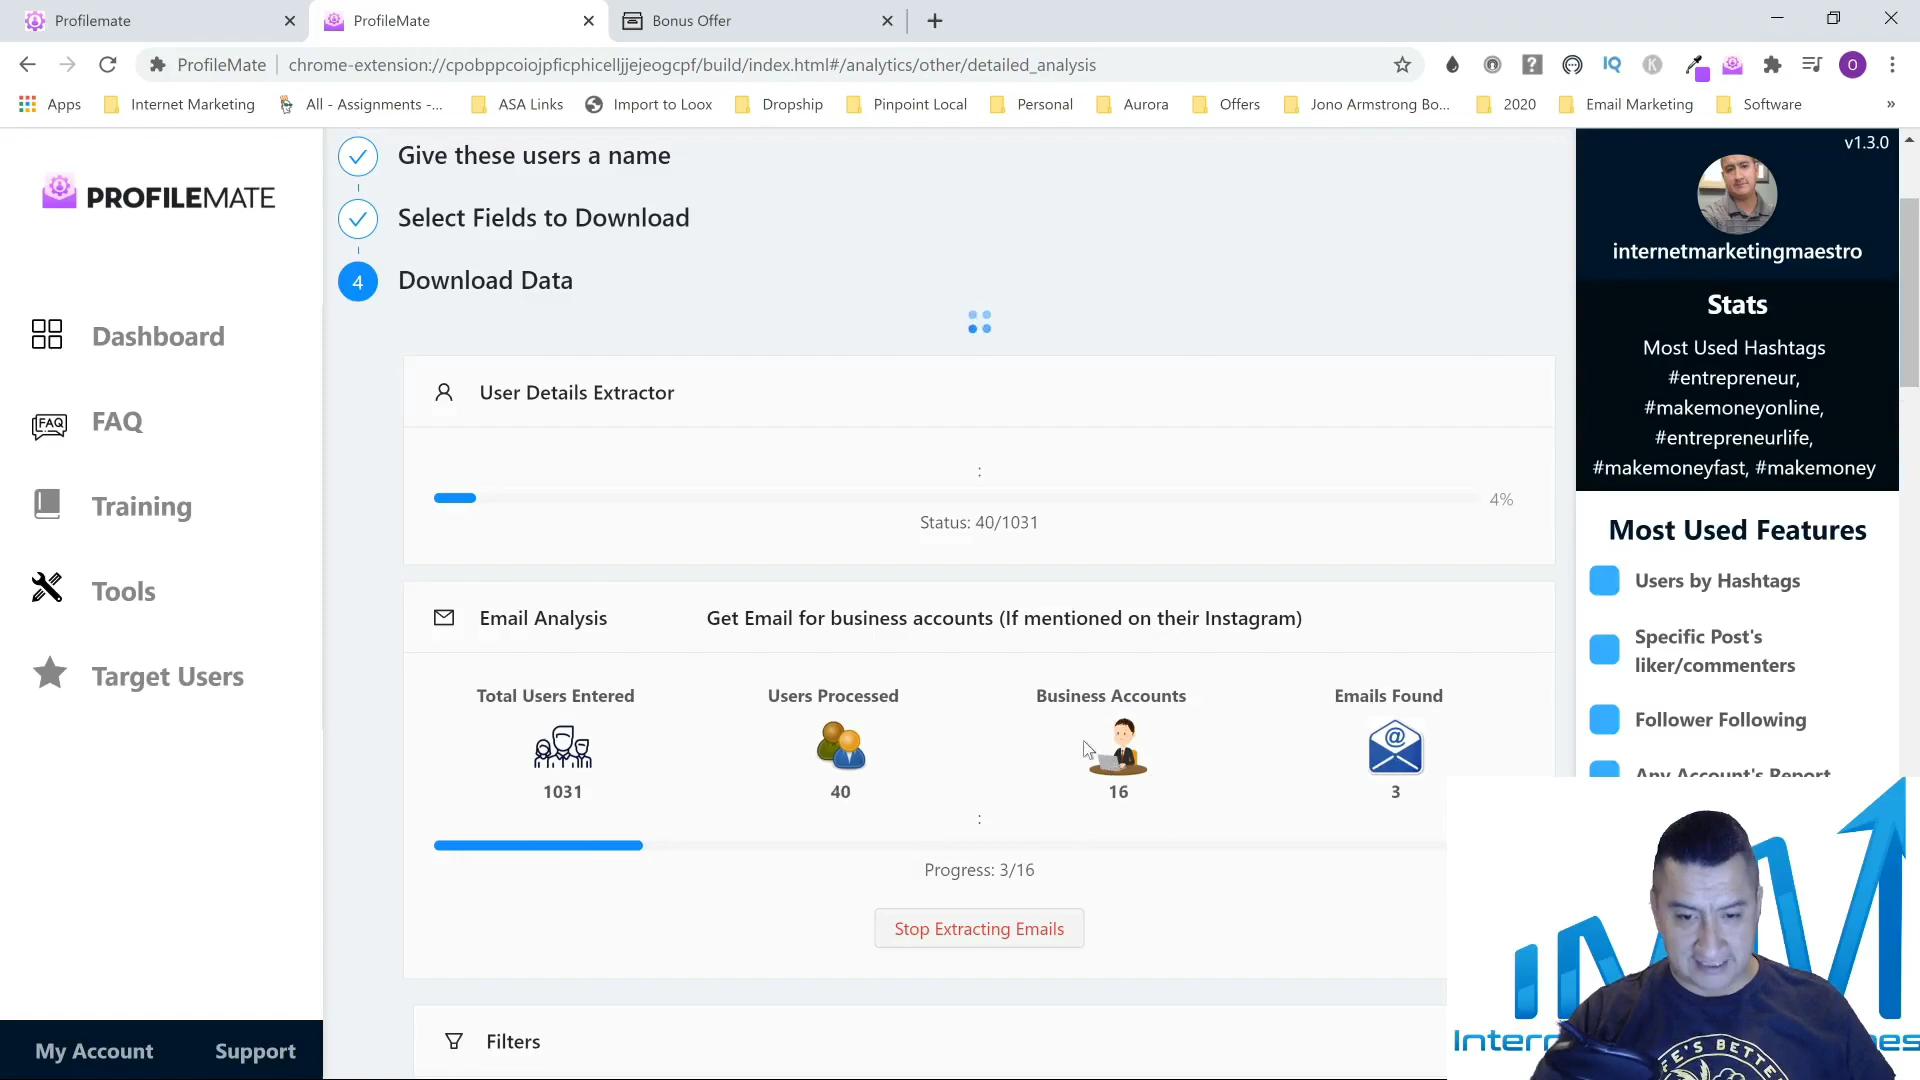 Profilemate
ProfileMate
Bonus Offer
ProfileMate
chrome-extension://cpobppcoiojpficphicelljjejeogcpf/build/index.html#/analytics/other/detailed_analysis
IQ
K
O
Apps
Internet Marketing
All - Assignments -...
ASA Links
Import to Loox
Dropship
Pinpoint Local
Personal
Aurora
Offers
Jono Armstrong Bo...
2020
Email Marketing
Software
»
PROFILEMATE
Dashboard
FAQ
FAQ
Training
Tools
Target Users
My Account
Support
Give these users a name
Select Fields to Download
4
Download Data
User Details Extractor
:
4%
Status: 40/1031
Email Analysis
Get Email for business accounts (If mentioned on their Instagram)
Total Users Entered
Users Processed
Business Accounts
Emails Found
1031
40
16
3
:
Progress: 3/16
Stop Extracting Emails
Filters
v1.3.0
internetmarketingmaestro
Stats
Most Used Hashtags
#entrepreneur,
#makemoneyonline,
#entrepreneurlife,
#makemoneyfast, #makemoney
Most Used Features
Users by Hashtags
Specific Post's
liker/commenters
Follower Following
Any Account's Report